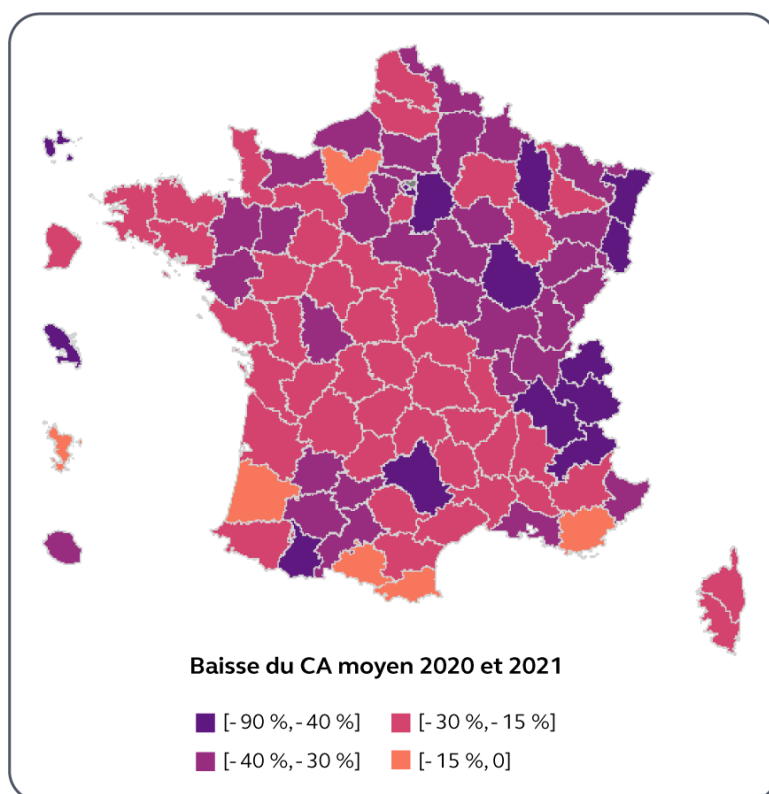 Baisse du CA moyen 2020 et 2021
[- 90 %, - 40 %] [- 30 %, - 15 %]
[- 40 %, - 30 %] [- 15 %, 0]